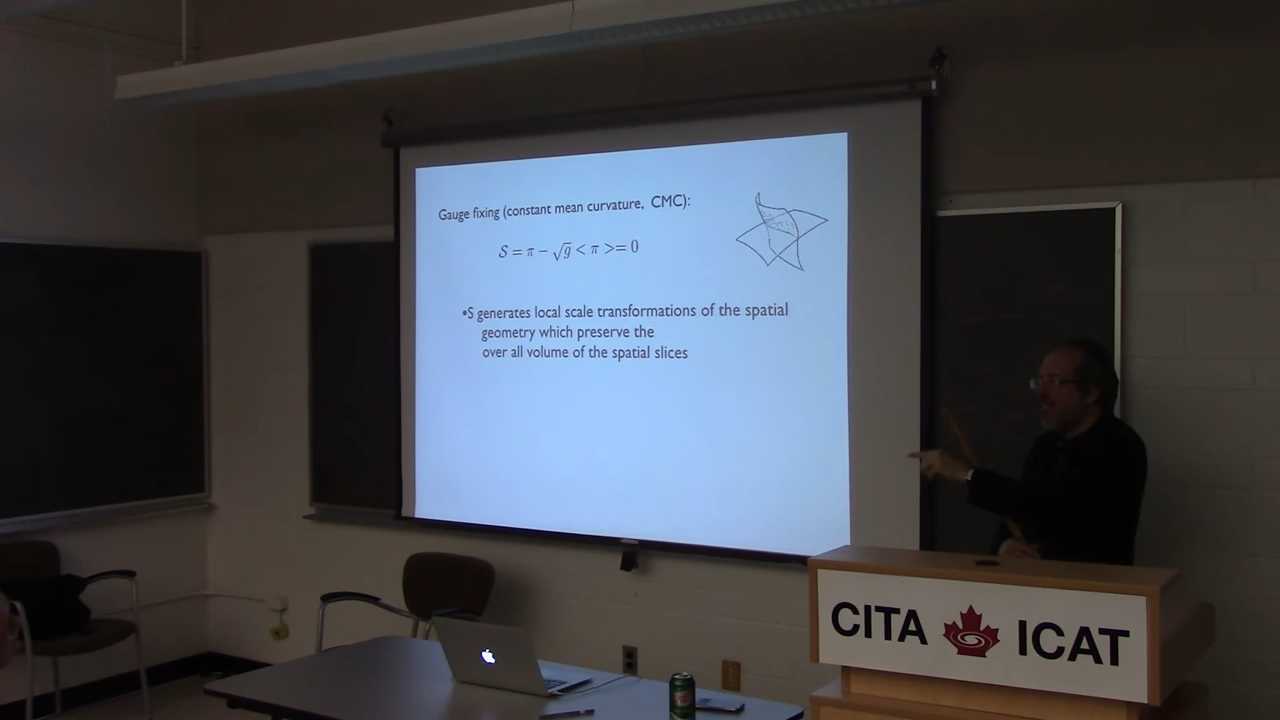 Gauge fixing (constant mean curvature, CMC):
S = π − √g < π >= 0
•S generates local scale transformations of the spatial
geometry which preserve the
over all volume of the spatial slices
CITA ICAT